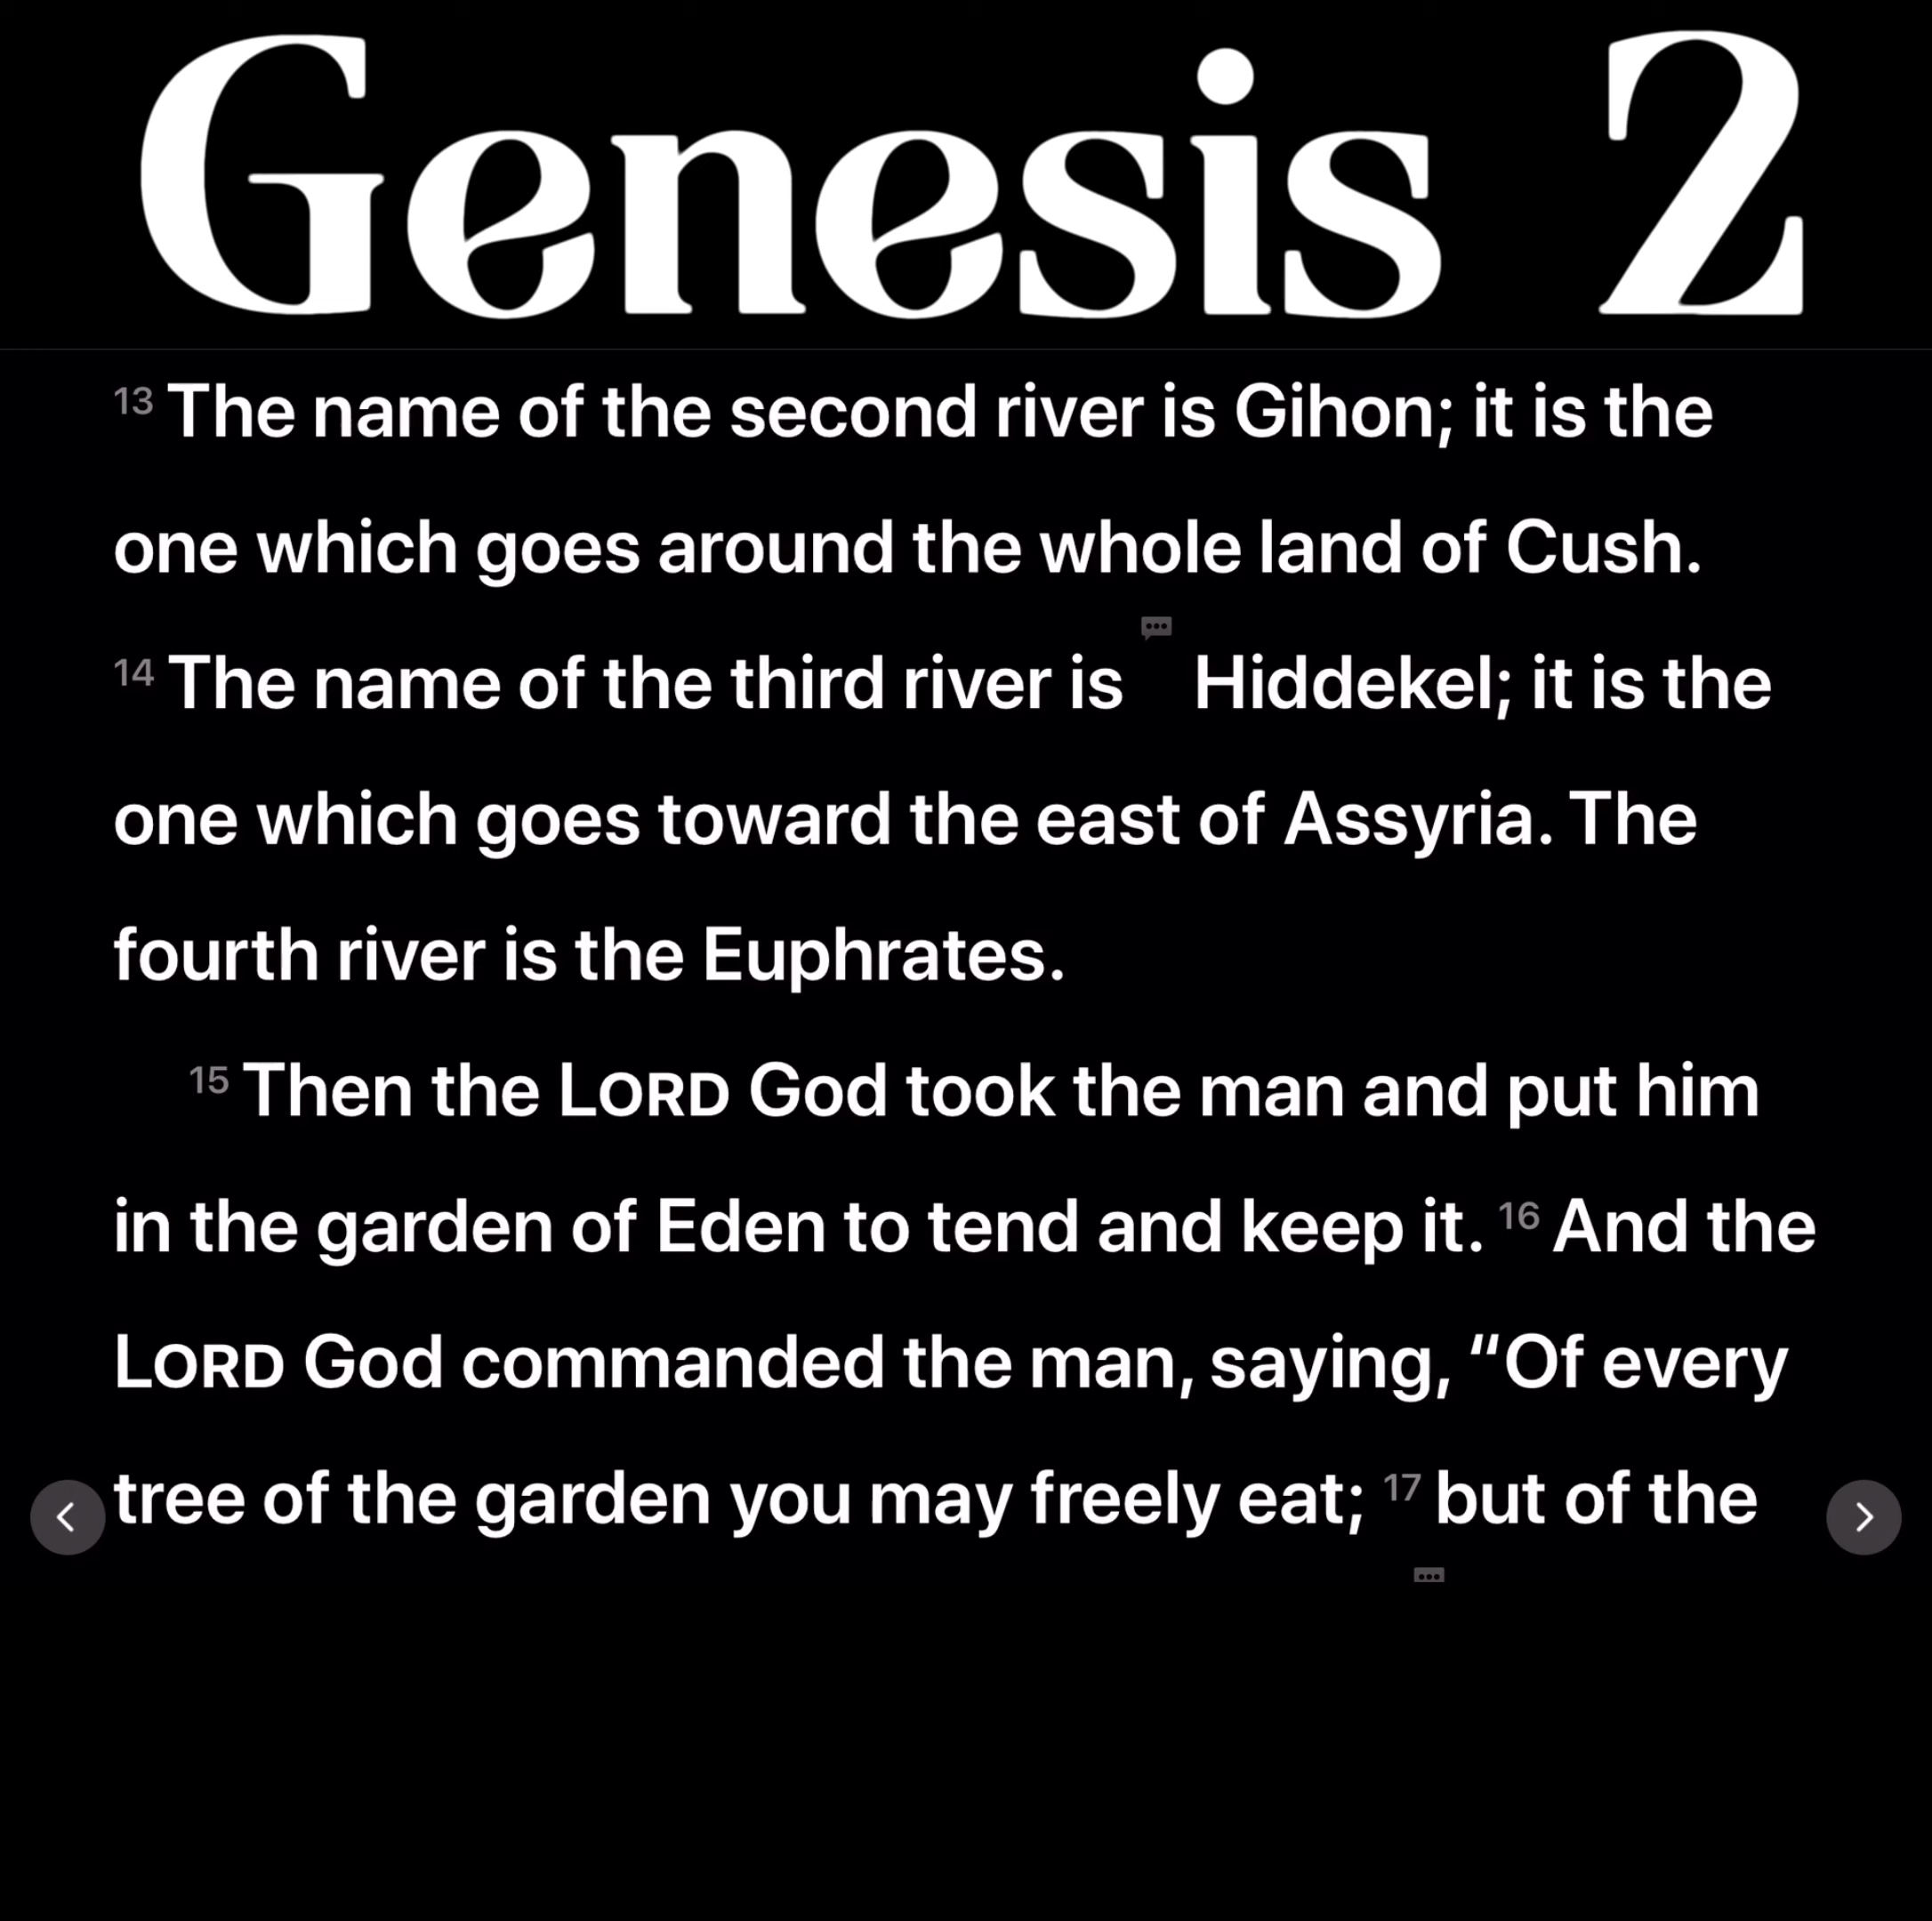 Genesis 2
13 The name of the second river is Gihon; it is the
one which goes around the whole land of Cush.
14 The name of the third river is Hiddekel; it is the
one which goes toward the east of Assyria. The
fourth river is the Euphrates.
15 Then the LORD God took the man and put him
in the garden of Eden to tend and keep it. 16 And the
LORD God commanded the man, saying, “Of every
tree of the garden you may freely eat; 17 but of the